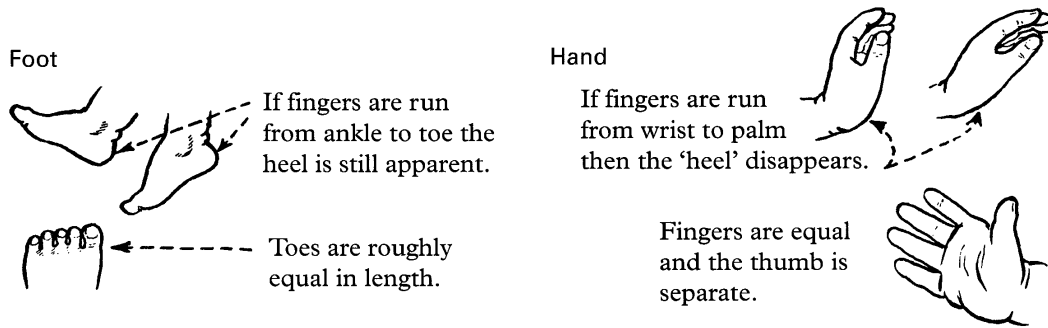 Foot
If fingers are run
from ankle to toe the
heel is still apparent.
Toes are roughly
equal in length.
Hand
If fingers are run
from wrist to palm
then the ‘heel’ disappears.
Fingers are equal
and the thumb is
separate.